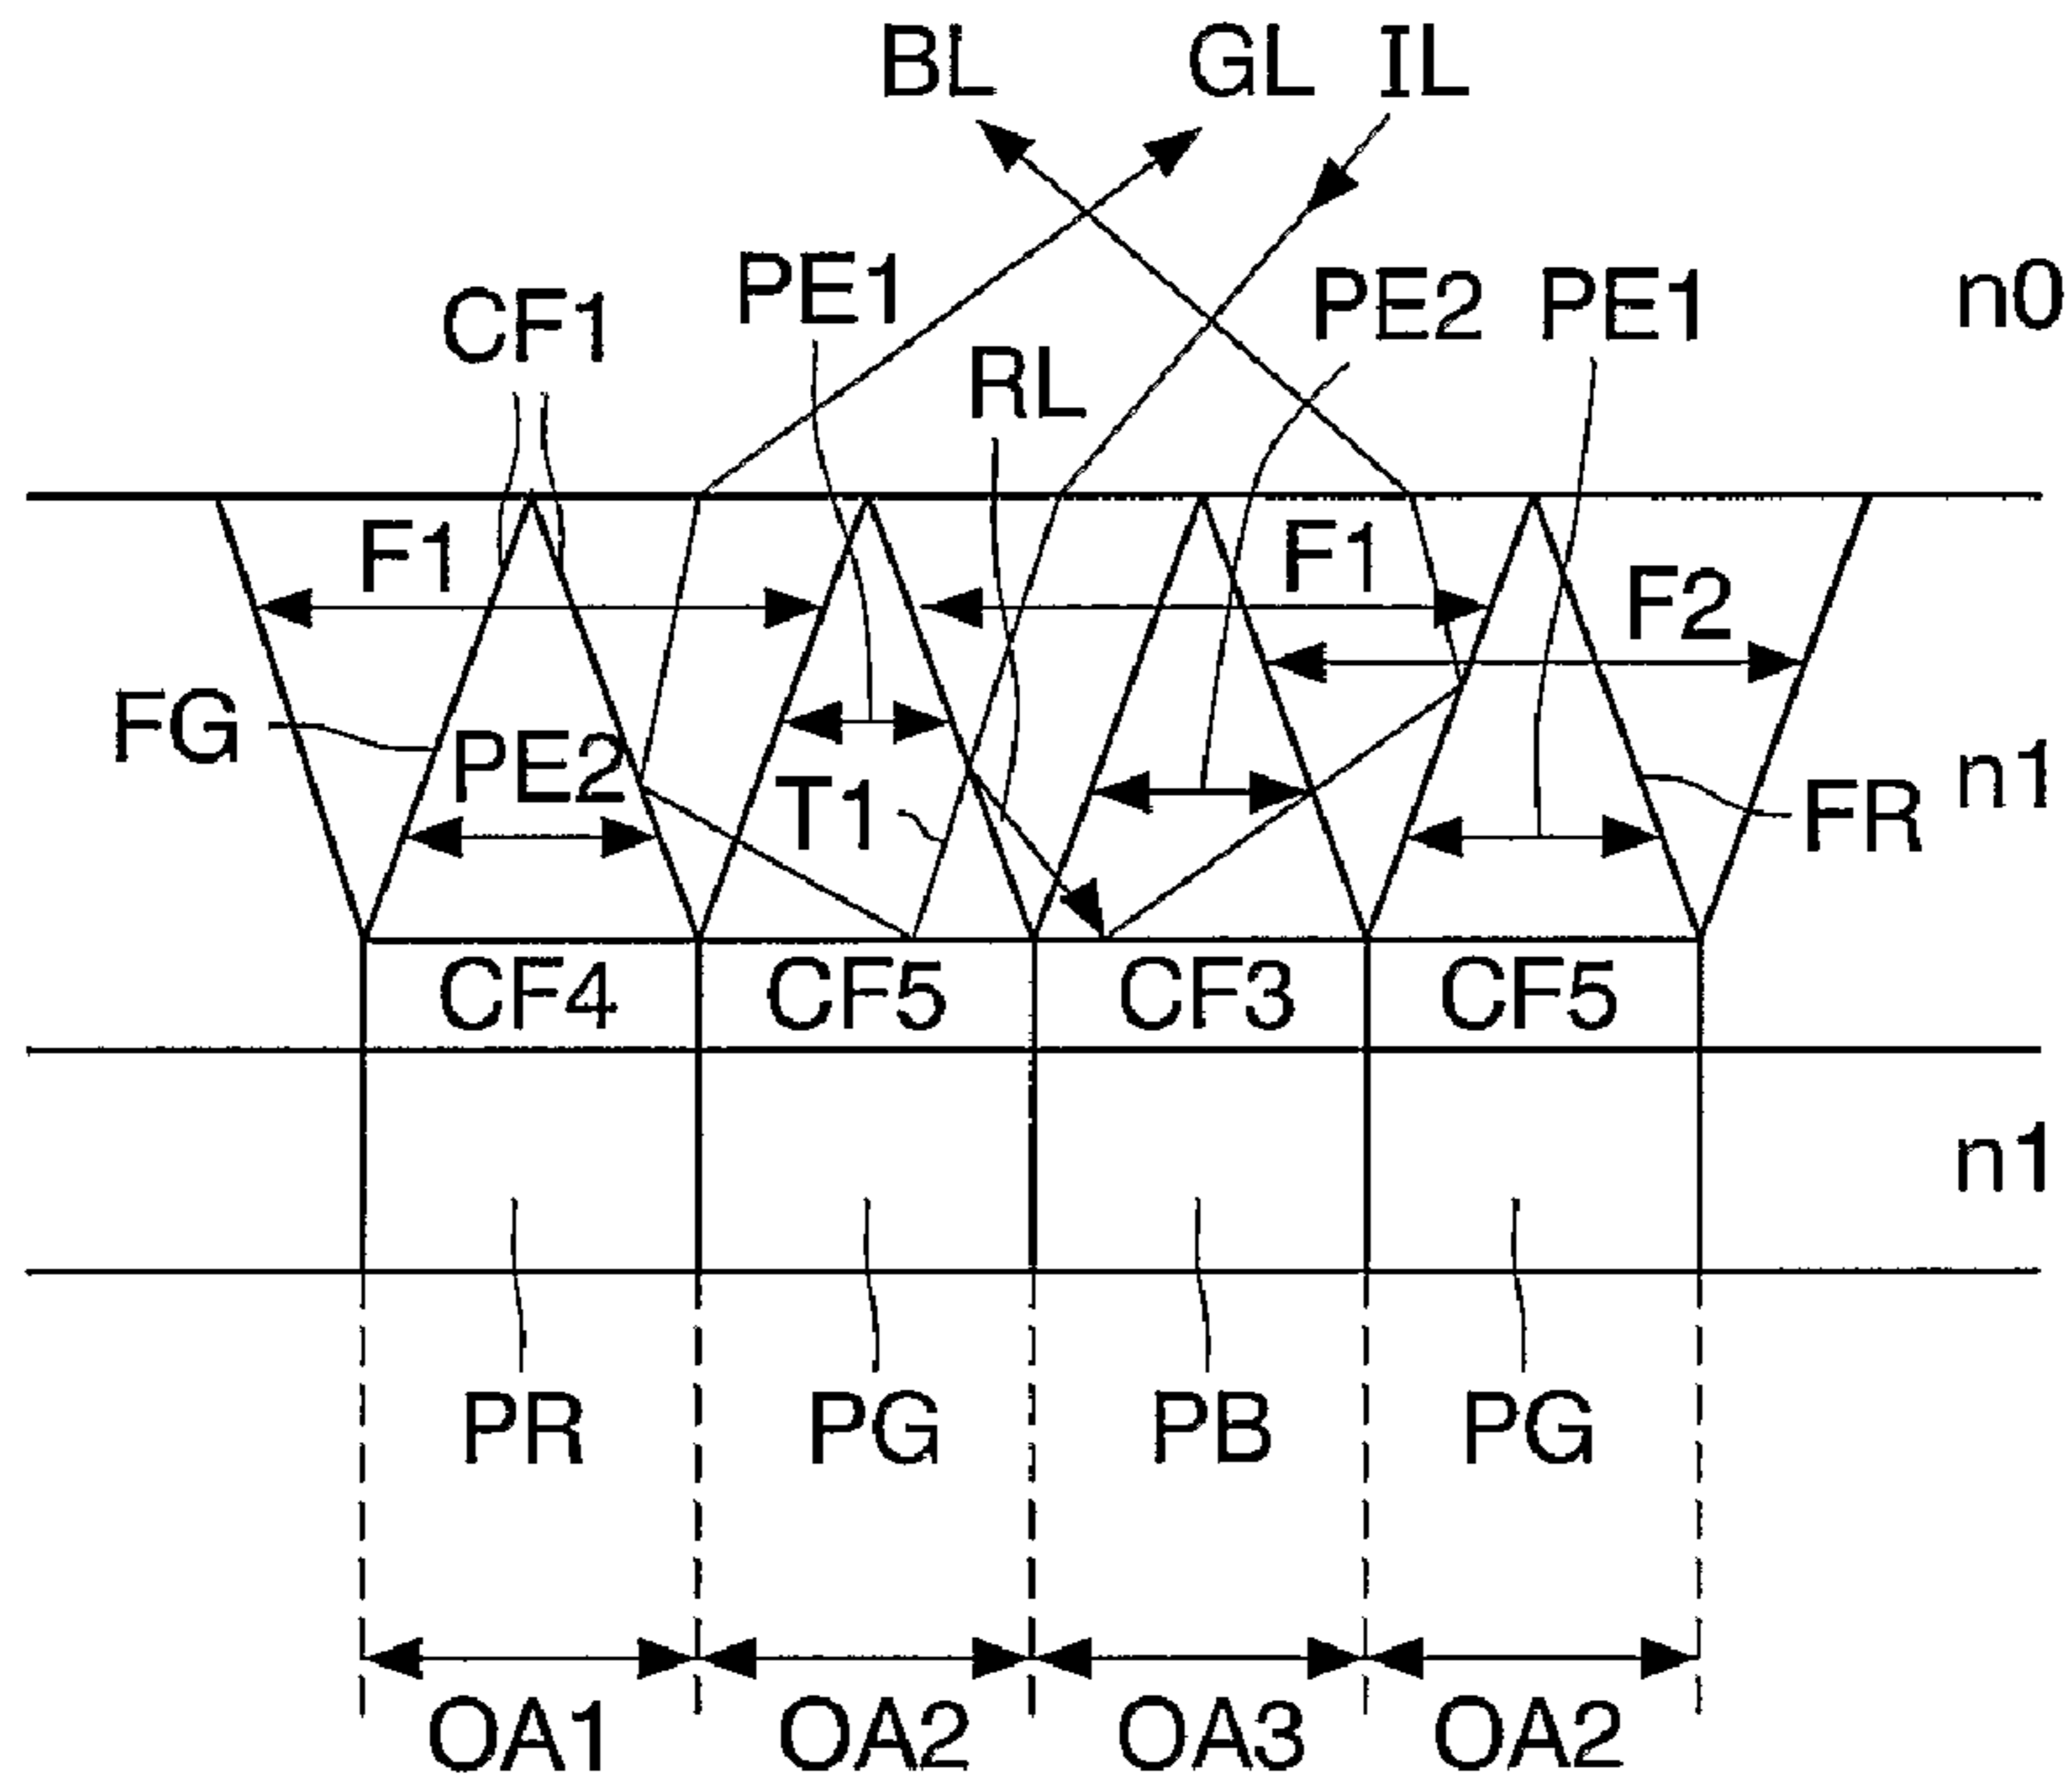 BL GL IL
PE1 PE2 PE1 n0
CF1 RL
F1 F1 F2
FG PE2 T1 FR n1
CF4 CF5 CF3 CF5
n1
PR PG PB PG
OA1 OA2 OA3 OA2